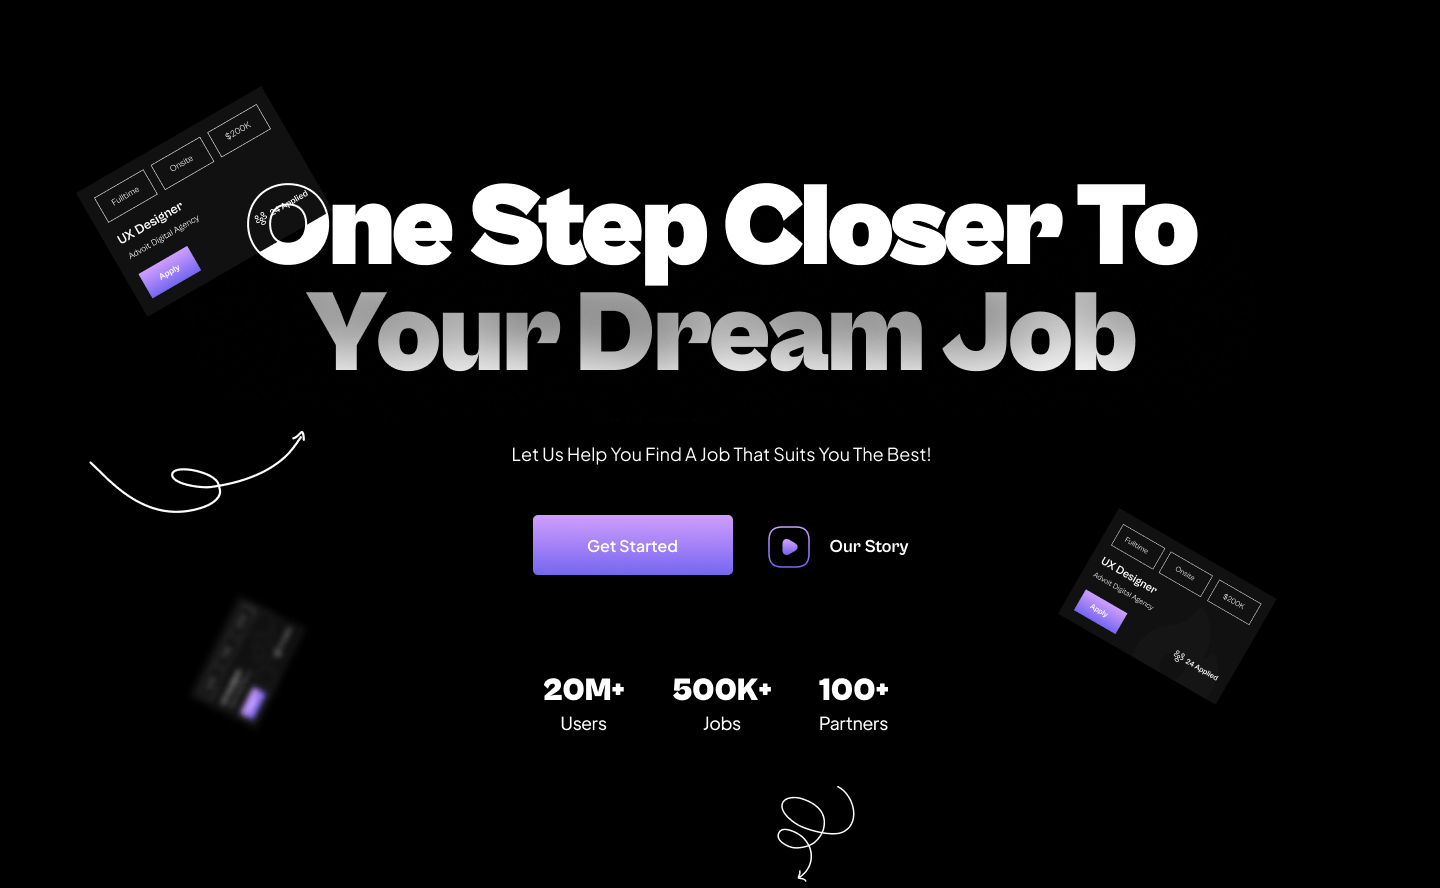 Fulltime
Onsite
$200K
UX Designer
Advoit Digital Agency
24 Applied
Apply
One Step Closer To
Your Dream Job
Let Us Help You Find A Job That Suits You The Best!
Get Started
Our Story
Fulltime
Onsite
$200K
UX Designer
Advoit Digital Agency
Apply
24 Applied
20M+
Users
500K+
Jobs
100+
Partners